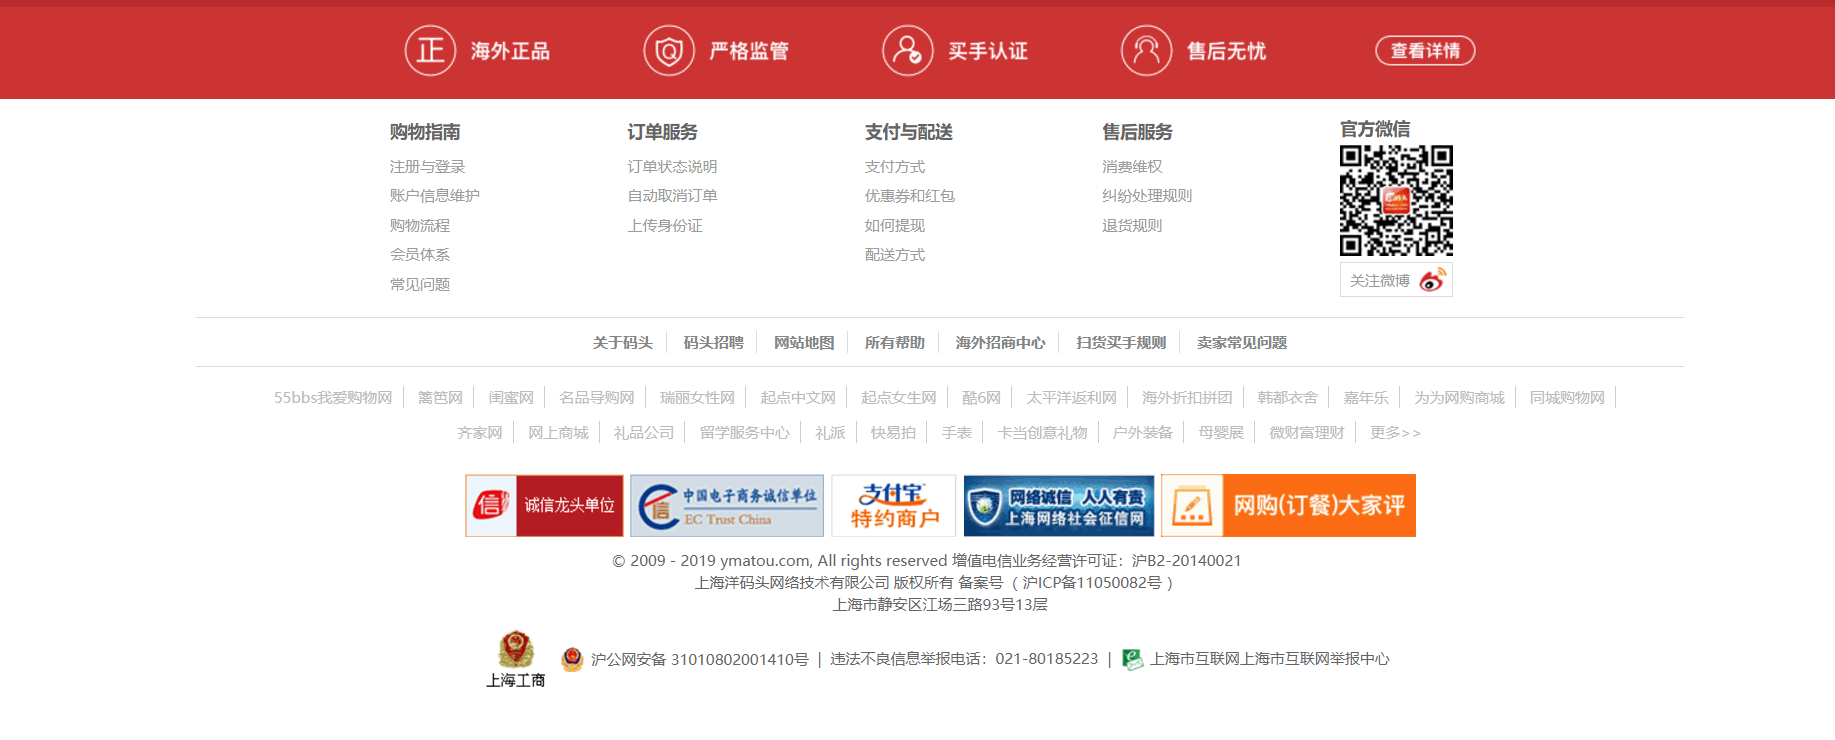 正 海外正品 严格监管 买手认证 售后无忧 查看详情
购物指南 订单服务 支付与配送 售后服务 官方微信
注册与登录 订单状态说明 支付方式 消费维权
账户信息维护 自动取消订单 优惠券和红包 纠纷处理规则
购物流程 上传身份证 如何提现 退货规则
会员体系 配送方式
常见问题 关注微博
关于码头 码头招聘 网站地图 所有帮助 海外招商中心 扫货买手规则 卖家常见问题
55bbs我爱购物网 篱笆网 闺蜜网 名品导购网 瑞丽女性网 起点中文网 起点女生网 酷6网 太平洋返利网 海外折扣拼团 韩都衣舍 嘉年乐 为为网购商城 同城购物网
齐家网 网上商城 礼品公司 留学服务中心 礼派 快易拍 手表 卡当创意礼物 户外装备 母婴展 微财富理财 更多>>
信 诚信龙头单位
信 中国电子商务诚信单位
EC Trust China
支付宝
特约商户
网络诚信 人人有责
上海网络社会征信网
网购(订餐)大家评
© 2009 - 2019 ymatou.com, All rights reserved 增值电信业务经营许可证：沪B2-20140021
上海洋码头网络技术有限公司 版权所有 备案号（ 沪ICP备11050082号 ）
上海市静安区江场三路93号13层
上海工商
沪公网安备 31010802001410号 | 违法不良信息举报电话：021-80185223 | 上海市互联网上海市互联网举报中心